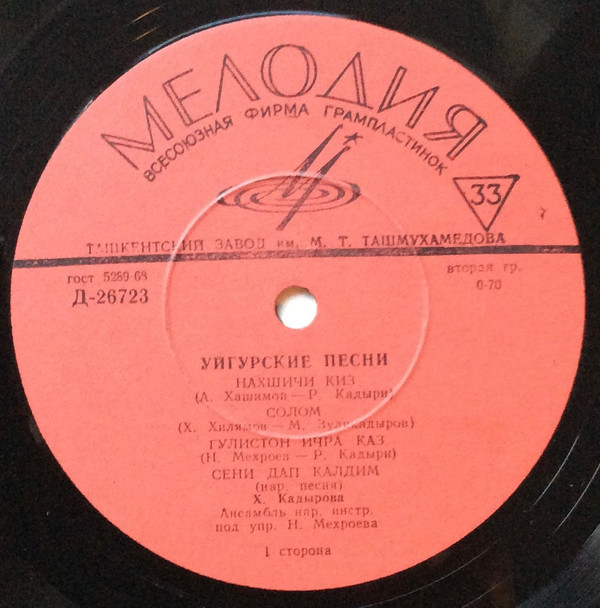 МЕЛОДИЯ
ВСЕСОЮЗНАЯ ФИРМА ГРАМПЛАСТИНОК
33
ТАШКЕНТСКИЙ ЗАВОД им. М. Т. ТАШМУХАМЕДОВА
гост 5289-68
вторая гр.
Д-26723
0-70
УЙГУРСКИЕ ПЕСНИ
НАХШИЧИ КИЗ
(А. Хашимов — Р. Кадыри)
СОЛОМ
(Х. Хилямов — М. Зуликадыров)
ГУЛИСТОН ИЧРА КАЗ
(Н. Мехроев — Р. Кадыри)
СЕНИ ДАП КАЛДИМ
(нар. песня)
Х. Кадырова
Ансамбль нар. инстр.
под упр. Н. Мехроева
1 сторона